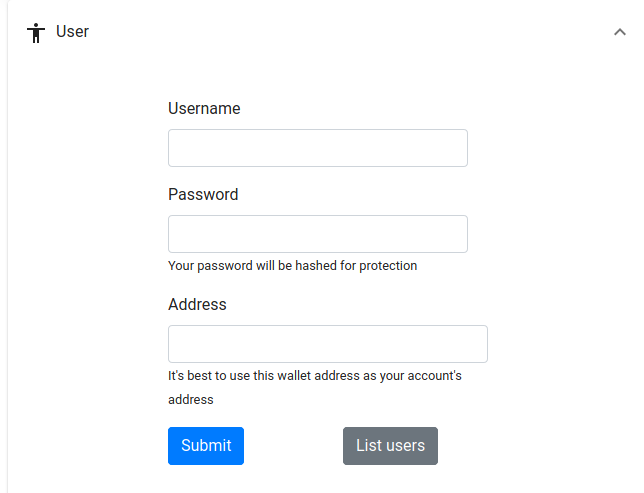 User
Username
Password
Your password will be hashed for protection
Address
It's best to use this wallet address as your account's
address
Submit
List users